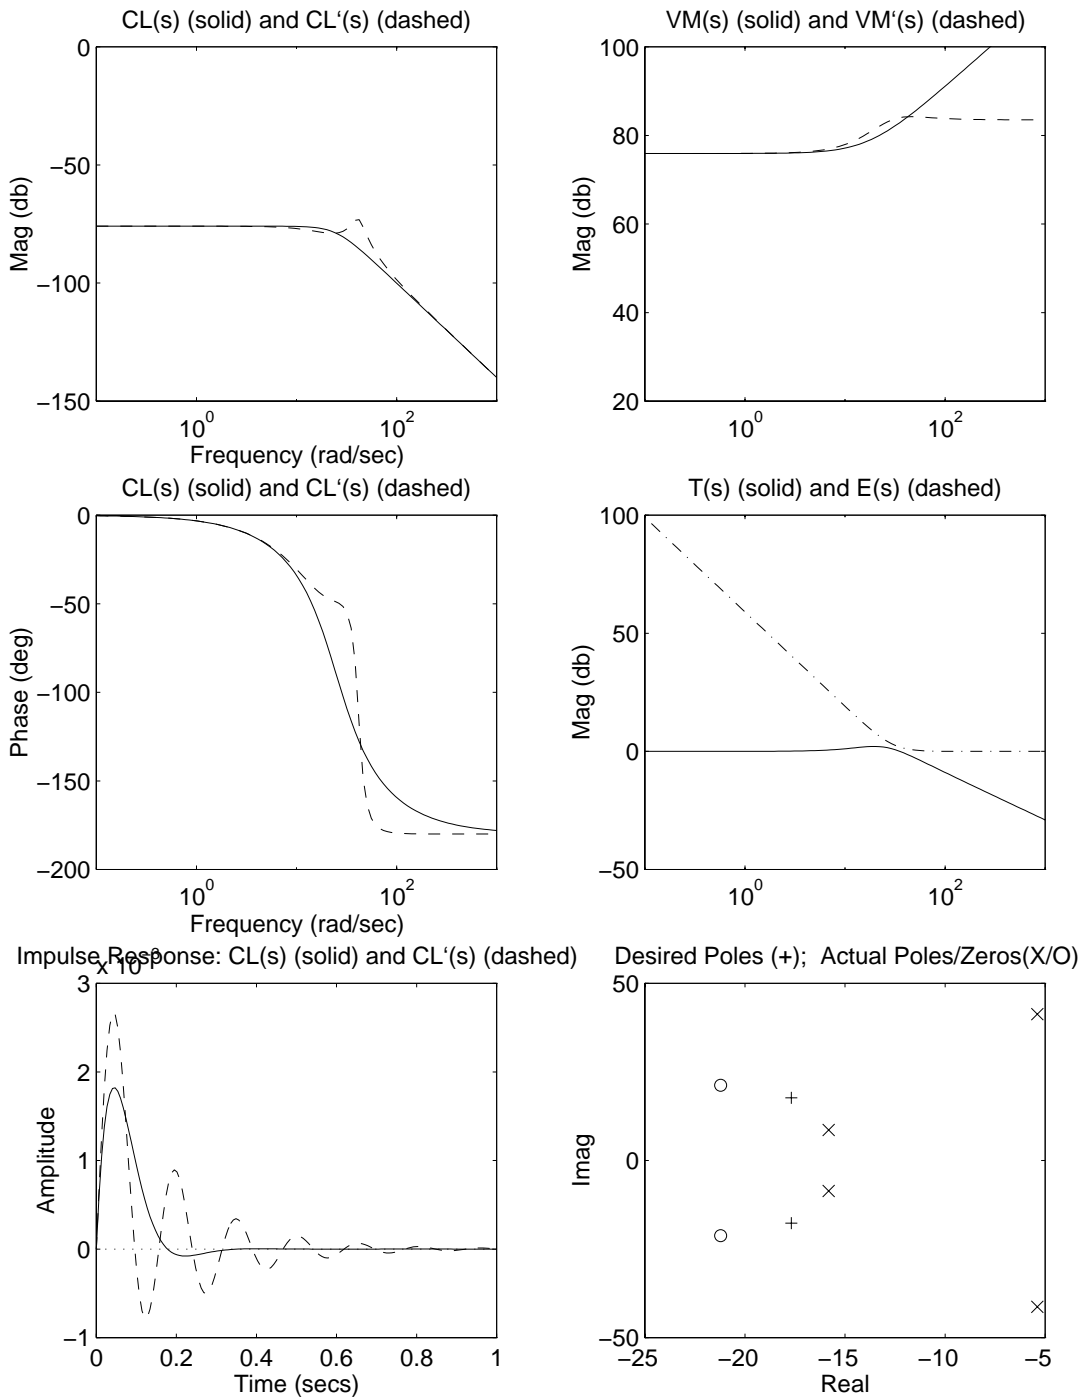 CL(s) (solid) and CL‘(s) (dashed)
0
−50
−100
−150
Mag (db)
10^0
10^2
Frequency (rad/sec)
VM(s) (solid) and VM‘(s) (dashed)
100
80
60
40
20
Mag (db)
10^0
10^2
CL(s) (solid) and CL‘(s) (dashed)
0
−50
−100
−150
−200
Phase (deg)
10^0
10^2
Frequency (rad/sec)
T(s) (solid) and E(s) (dashed)
100
50
0
−50
Mag (db)
10^0
10^2
Impulse Response: CL(s) (solid) and CL‘(s) (dashed)
3
2
1
0
−1
Amplitude
0 0.2 0.4 0.6 0.8 1
Time (secs)
Desired Poles (+); Actual Poles/Zeros(X/O)
50
0
−50
Imag
−25 −20 −15 −10 −5
Real